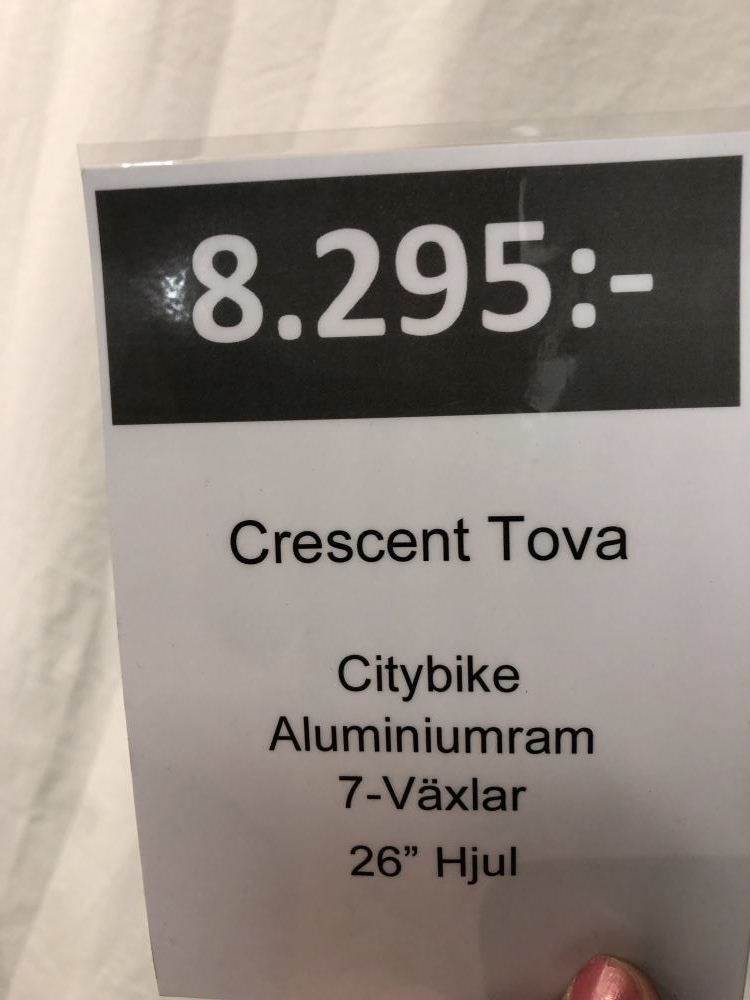 8.295:-
Crescent Tova
Citybike
Aluminiumram
7-Växlar
26” Hjul